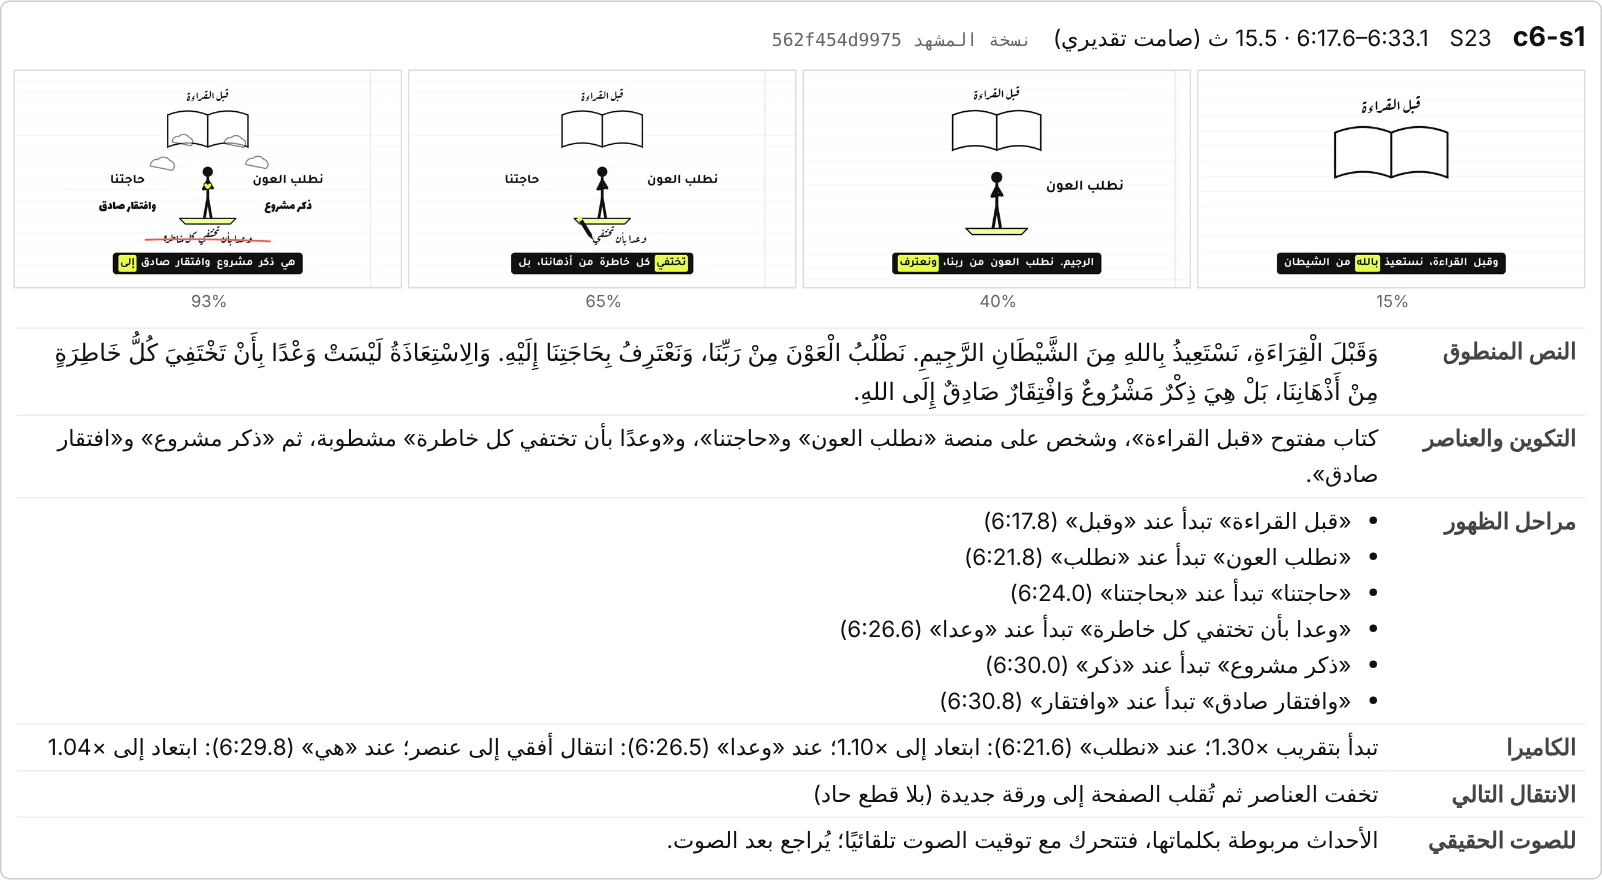 c6-s1 S23 6:17.6–6:33.1 · 15.5 ث (صامت تقديري) نسخة المشهد 562f454d9975
قبل القراءة
وقبل القراءة، نستعيذ بالله من الشيطان
15%
قبل القراءة
نطلب العون
الرجيم. نطلب العون من ربنا، ونعترف
40%
قبل القراءة
نطلب العون
حاجتنا
وعدا بأن تختفي
تختفي كل خاطرة من أذهاننا، بل
65%
قبل القراءة
نطلب العون
حاجتنا
ذكر مشروع
وافتقار صادق
وعدا بأن تختفي كل خاطرة
هي ذكر مشروع وافتقار صادق إلى
93%
النص المنطوق
وَقَبْلَ الْقِرَاءَةِ، نَسْتَعِيذُ بِاللهِ مِنَ الشَّيْطَانِ الرَّجِيمِ. نَطْلُبُ الْعَوْنَ مِنْ رَبِّنَا، وَنَعْتَرِفُ بِحَاجَتِنَا إِلَيْهِ. وَالِاسْتِعَاذَةُ لَيْسَتْ وَعْدًا بِأَنْ تَخْتَفِيَ كُلُّ خَاطِرَةٍ
مِنْ أَذْهَانِنَا، بَلْ هِيَ ذِكْرٌ مَشْرُوعٌ وَافْتِقَارٌ صَادِقٌ إِلَى اللهِ.
التكوين والعناصر
كتاب مفتوح «قبل القراءة»، وشخص على منصة «نطلب العون» و«حاجتنا»، و«وعدًا بأن تختفي كل خاطرة» مشطوبة، ثم «ذكر مشروع» و«افتقار
صادق».
مراحل الظهور
• «قبل القراءة» تبدأ عند «وقبل» (6:17.8)
• «نطلب العون» تبدأ عند «نطلب» (6:21.8)
• «حاجتنا» تبدأ عند «بحاجتنا» (6:24.0)
• «وعدا بأن تختفي كل خاطرة» تبدأ عند «وعدا» (6:26.6)
• «ذكر مشروع» تبدأ عند «ذكر» (6:30.0)
• «وافتقار صادق» تبدأ عند «وافتقار» (6:30.8)
الكاميرا
تبدأ بتقريب ×1.30؛ عند «نطلب» (6:21.6): ابتعاد إلى ×1.10؛ عند «وعدا» (6:26.5): انتقال أفقي إلى عنصر؛ عند «هي» (6:29.8): ابتعاد إلى ×1.04
الانتقال التالي
تخفت العناصر ثم تُقلب الصفحة إلى ورقة جديدة (بلا قطع حاد)
للصوت الحقيقي
الأحداث مربوطة بكلماتها، فتتحرك مع توقيت الصوت تلقائيًا؛ يُراجع بعد الصوت.